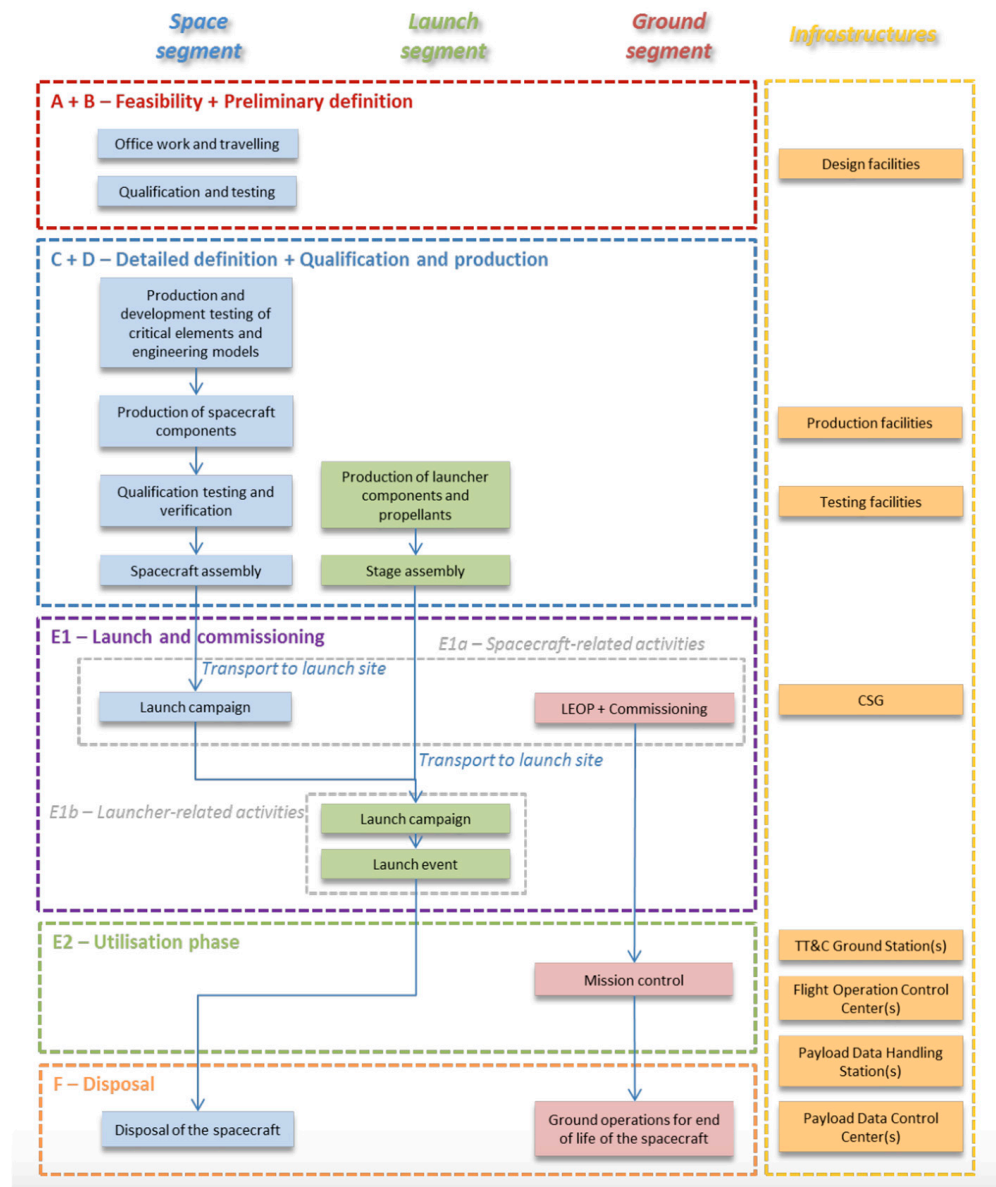 Space
segment
Launch
segment
Ground
segment
Infrastructures
A + B – Feasibility + Preliminary definition
Office work and travelling
Qualification and testing
Design facilities
C + D – Detailed definition + Qualification and production
Production and
development testing of
critical elements and
engineering models
Production of spacecraft
components
Production facilities
Qualification testing and
verification
Production of launcher
components and
propellants
Testing facilities
Spacecraft assembly
Stage assembly
E1 – Launch and commissioning
E1a – Spacecraft-related activities
Transport to launch site
Launch campaign
LEOP + Commissioning
CSG
Transport to launch site
E1b – Launcher-related activities
Launch campaign
Launch event
E2 – Utilisation phase
TT&C Ground Station(s)
Mission control
Flight Operation Control
Center(s)
Payload Data Handling
Station(s)
F – Disposal
Disposal of the spacecraft
Ground operations for end
of life of the spacecraft
Payload Data Control
Center(s)